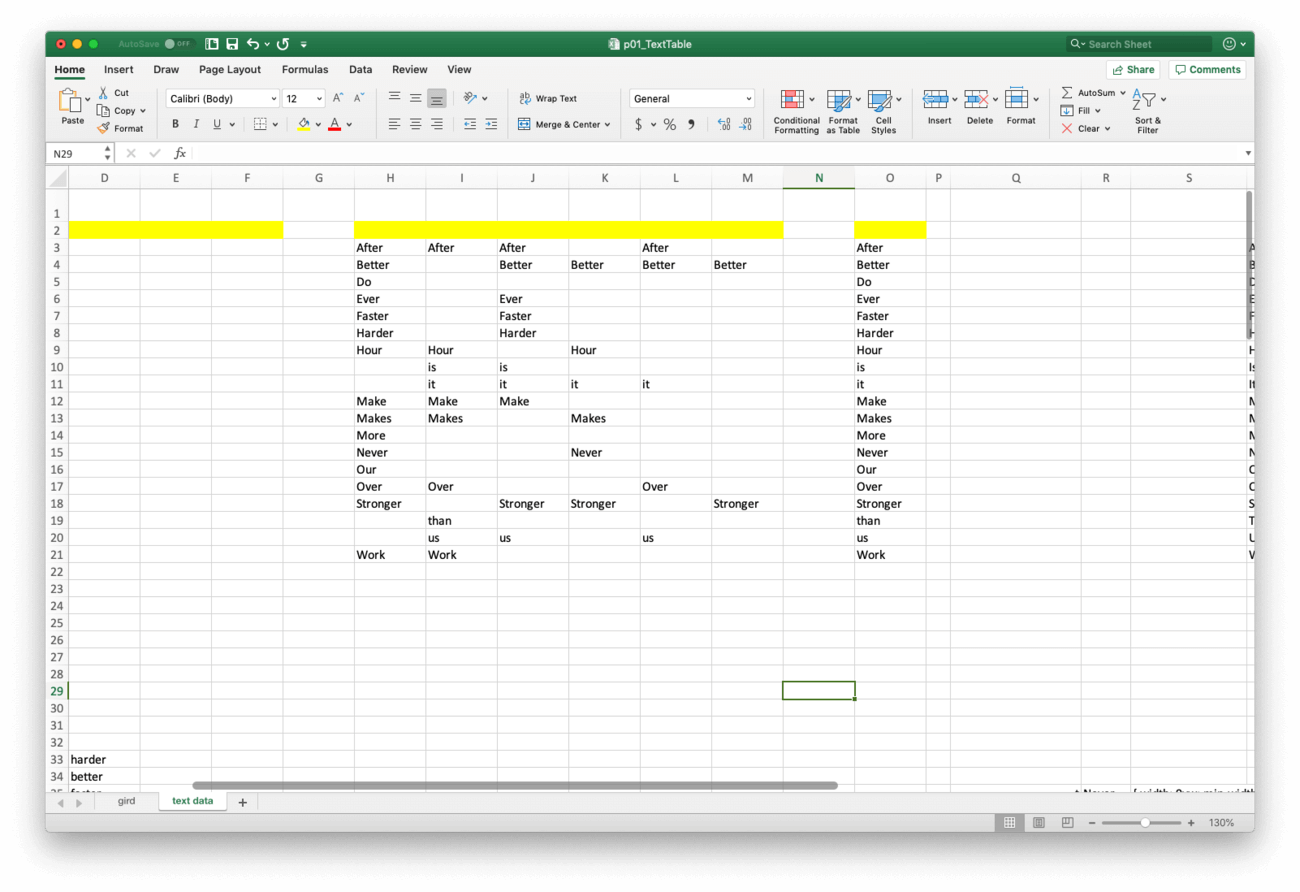 AutoSave OFF p01_TextTable Search Sheet
Home Insert Draw Page Layout Formulas Data Review View Share Comments
Paste Cut Copy Format
Calibri (Body) 12 A^ A˅
B I U A
Wrap Text
Merge & Center
General
$ % 9 .00 .0
Conditional Formatting Format as Table Cell Styles
Insert Delete Format
AutoSum
Fill
Clear
Sort & Filter
N29 fx
D E F G H I J K L M N O P Q R S
1
2
3 After After After After After
4 Better Better Better Better Better Better
5 Do Do
6 Ever Ever Ever
7 Faster Faster Faster
8 Harder Harder Harder
9 Hour Hour Hour Hour
10 is is is
11 it it it it it
12 Make Make Make Make
13 Makes Makes Makes Makes
14 More More
15 Never Never Never
16 Our Our
17 Over Over Over Over
18 Stronger Stronger Stronger Stronger Stronger
19 than than
20 us us us us
21 Work Work Work
22
23
24
25
26
27
28
29
30
31
32
33 harder
34 better
gird text data +
130%